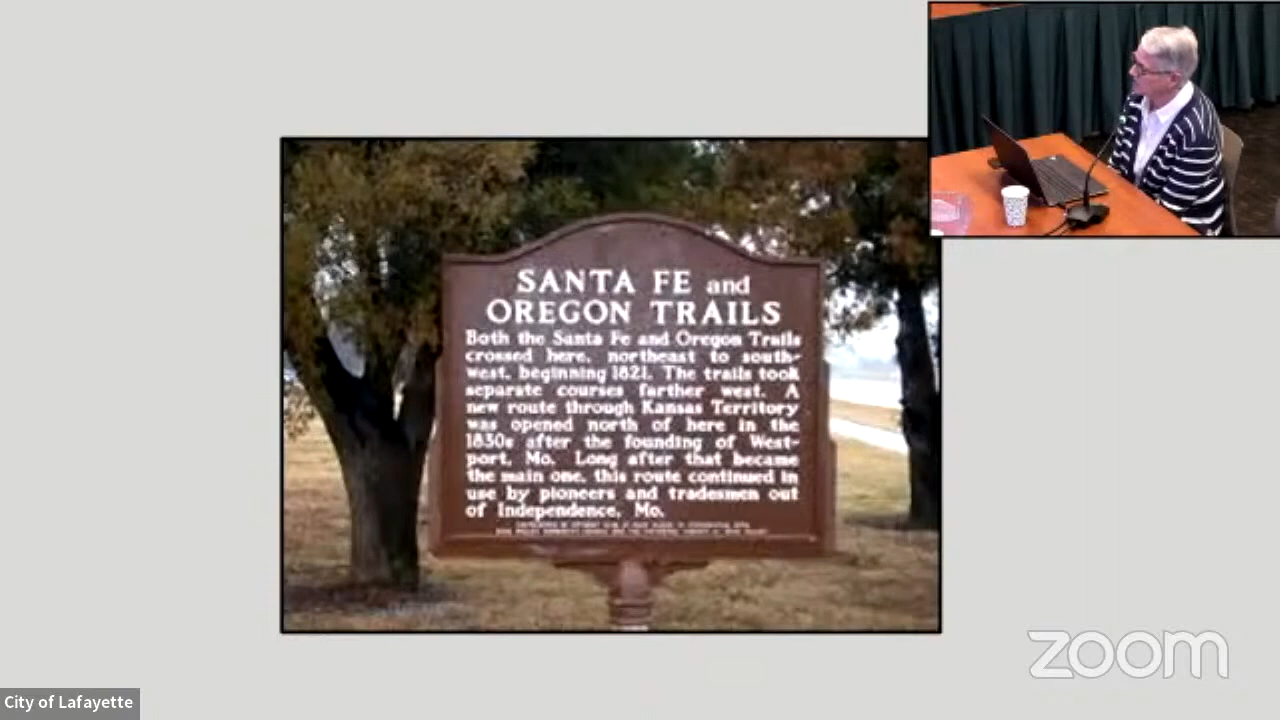 SANTA FE and
OREGON TRAILS
Both the Santa Fe and Oregon Trails
crossed here, northeast to south-
west, beginning 1821. The trails took
separate courses farther west. A
new route through Kansas Territory
was opened north of here in the
1830s after the founding of West-
port, Mo. Long after that became
the main one, this route continued in
use by pioneers and tradesmen out
of Independence, Mo.
zoom
City of Lafayette